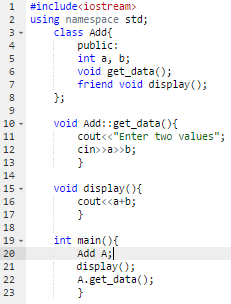 1 #include<iostream>
2 using namespace std;
3 class Add{
4 public:
5 int a, b;
6 void get_data();
7 friend void display();
8 };
9
10 void Add::get_data(){
11 cout<<"Enter two values";
12 cin>>a>>b;
13 }
14
15 void display(){
16 cout<<a+b;
17 }
18
19 int main(){
20 Add A;
21 display();
22 A.get_data();
23 }